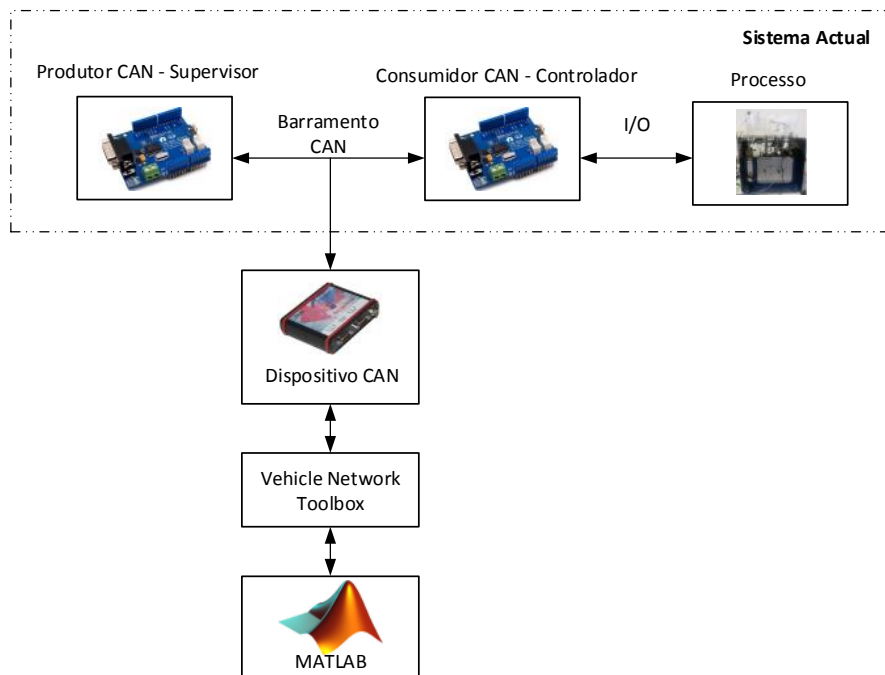 Sistema Actual
Produtor CAN - Supervisor
Consumidor CAN - Controlador
Processo
Barramento
CAN
I/O
Dispositivo CAN
Vehicle Network
Toolbox
MATLAB